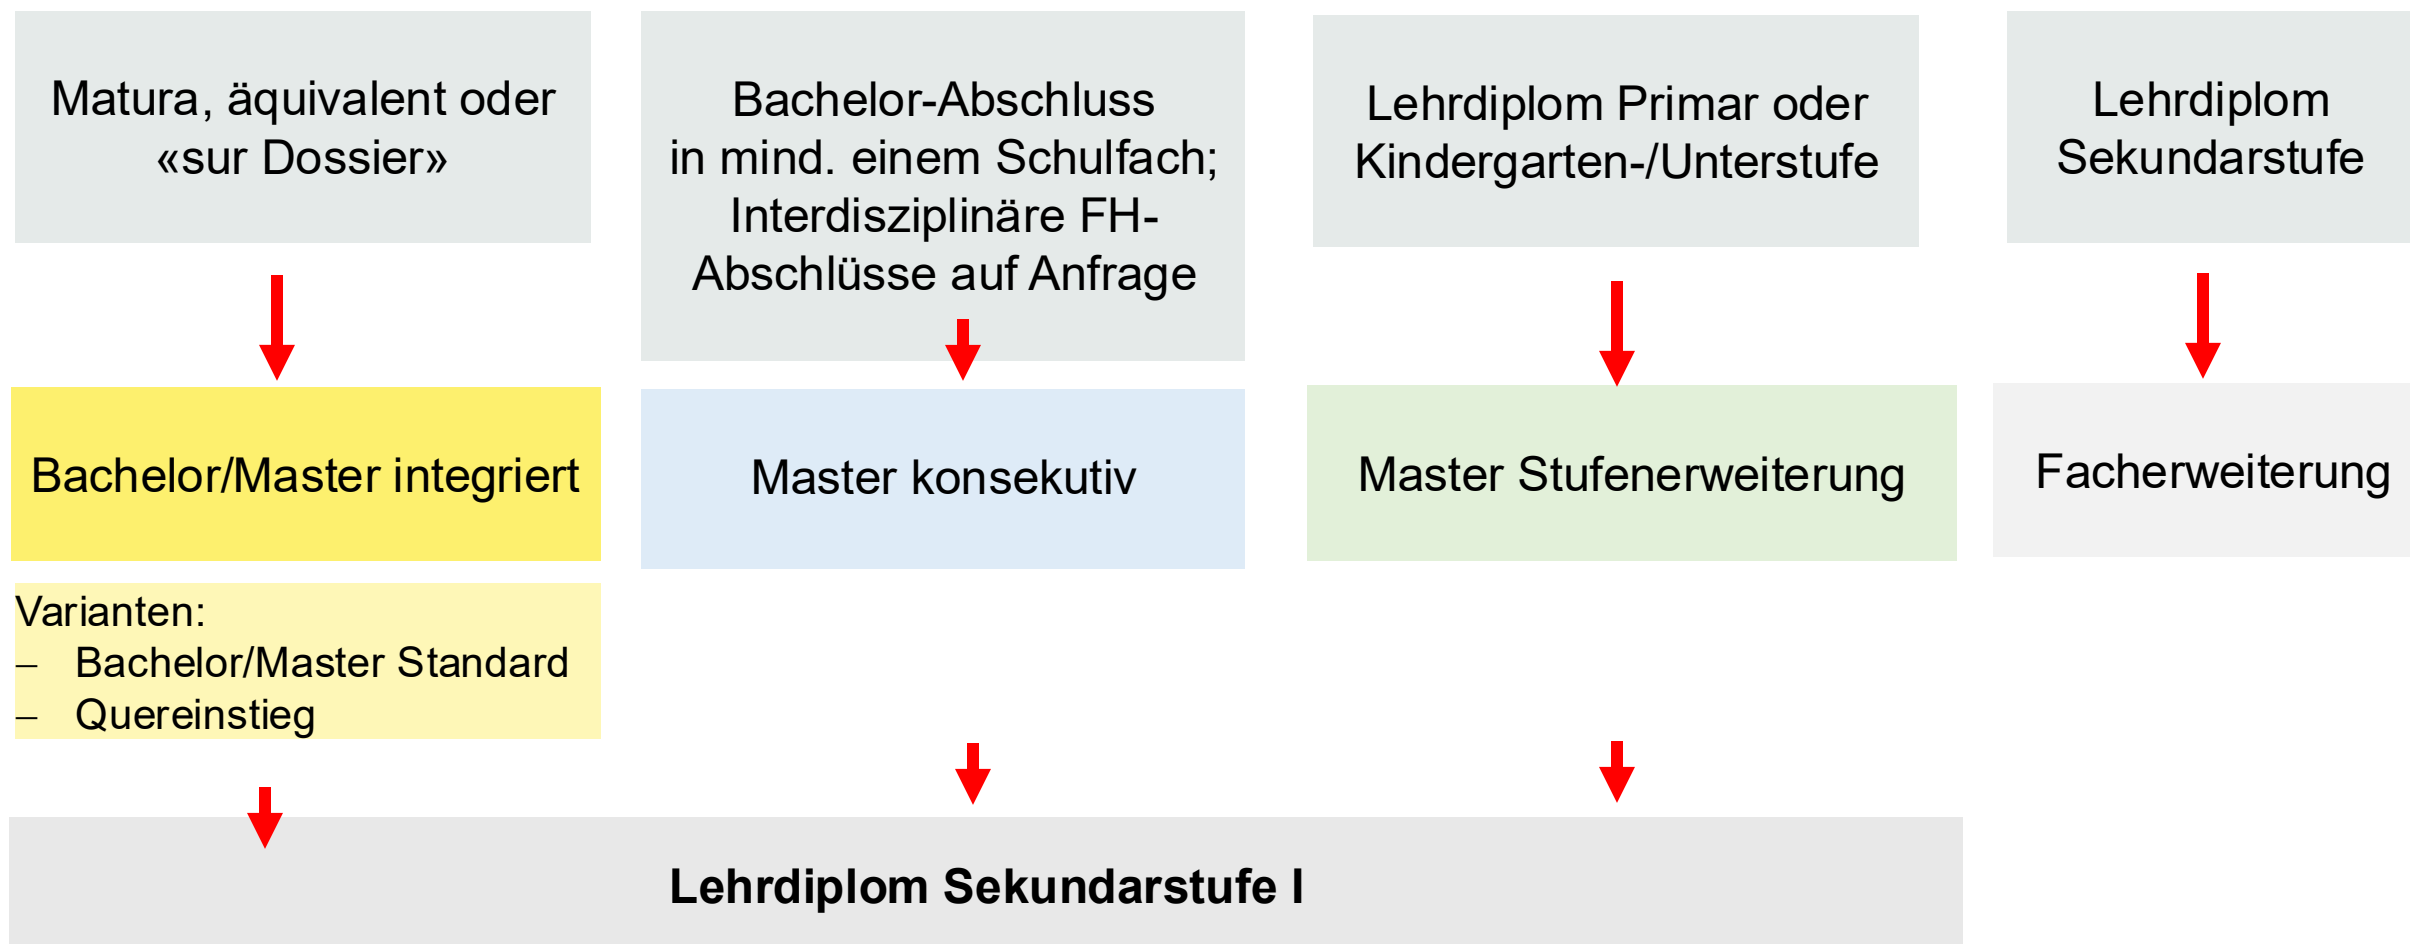 Matura, äquivalent oder
«sur Dossier»
Bachelor-Abschluss
in mind. einem Schulfach;
Interdisziplinäre FH-
Abschlüsse auf Anfrage
Lehrdiplom Primar oder
Kindergarten-/Unterstufe
Lehrdiplom
Sekundarstufe
Bachelor/Master integriert
Master konsekutiv
Master Stufenerweiterung
Facherweiterung
Varianten:
– Bachelor/Master Standard
– Quereinstieg
Lehrdiplom Sekundarstufe I